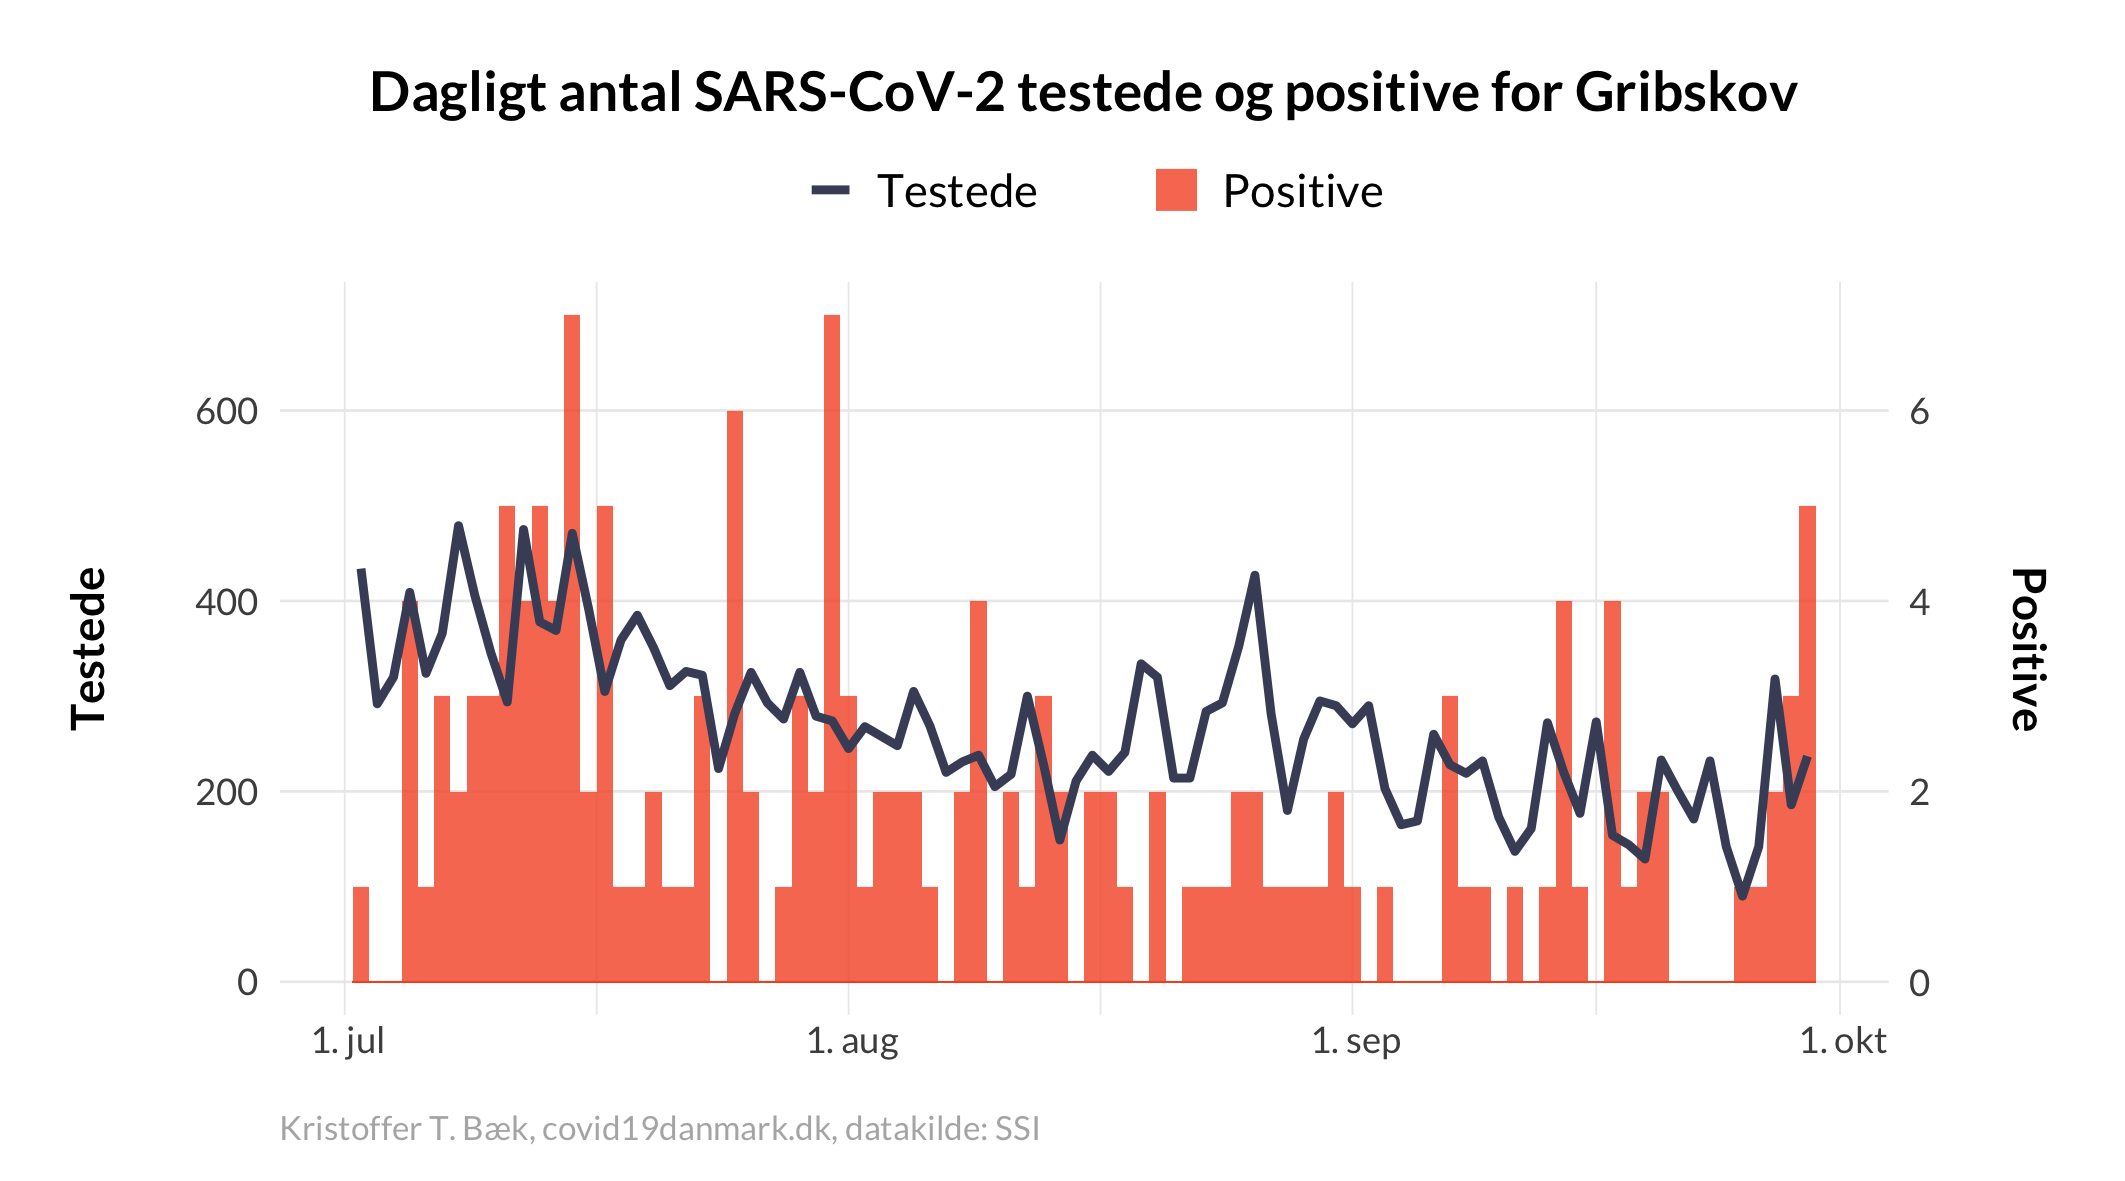 Dagligt antal SARS-CoV-2 testede og positive for Gribskov
Testede
Positive
Testede
600
400
200
0
6
4
2
0
Positive
1. jul
1. aug
1. sep
1. okt
Kristoffer T. Bæk, covid19danmark.dk, datakilde: SSI